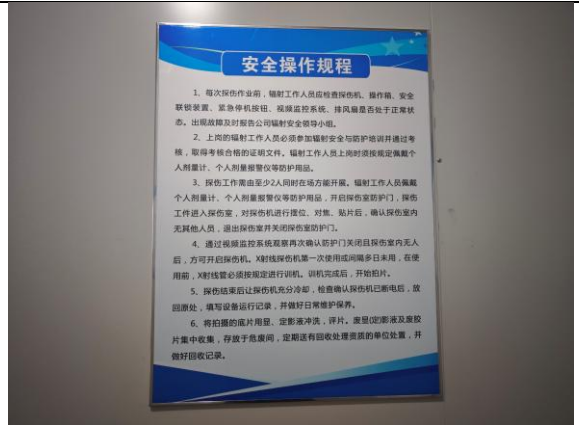 安全操作规程
1、每次探伤作业前，辐射工作人员应检查探伤机、操作箱、安全
联锁装置、紧急停机按钮、视频监控系统、排风扇是否处于正常状
态。出现故障及时报告公司辐射安全领导小组。
2、上岗的辐射工作人员必须参加辐射安全与防护培训并通过考
核，取得考核合格的证明文件。辐射工作人员上岗时须按规定佩戴个
人剂量计、个人剂量报警仪等防护用品。
3、探伤工作需由至少2人同时在场方能开展。辐射工作人员佩戴
个人剂量计、个人剂量报警仪等防护用品，开启探伤室防护门，探伤
工件进入探伤室，对探伤机进行摆位、对焦、贴片后，确认探伤室内
无其他人员，退出探伤室并关闭探伤室防护门。
4、通过视频监控系统观察再次确认防护门关闭且探伤室内无人
后，方可开启探伤机。X射线探伤机第一次使用或间隔多日未用，在使
用前，X射线管必须按规定进行训机。训机完成后，开始拍片。
5、探伤结束后让探伤机充分冷却，检查确认探伤机已断电后，放
回原处，填写设备运行记录，并做好日常维护保养。
6、将拍摄的底片用显、定影液冲洗，评片。废显(定)影液及废胶
片集中收集，存放于危废间，定期送有回收处理资质的单位处置，并
做好回收记录。